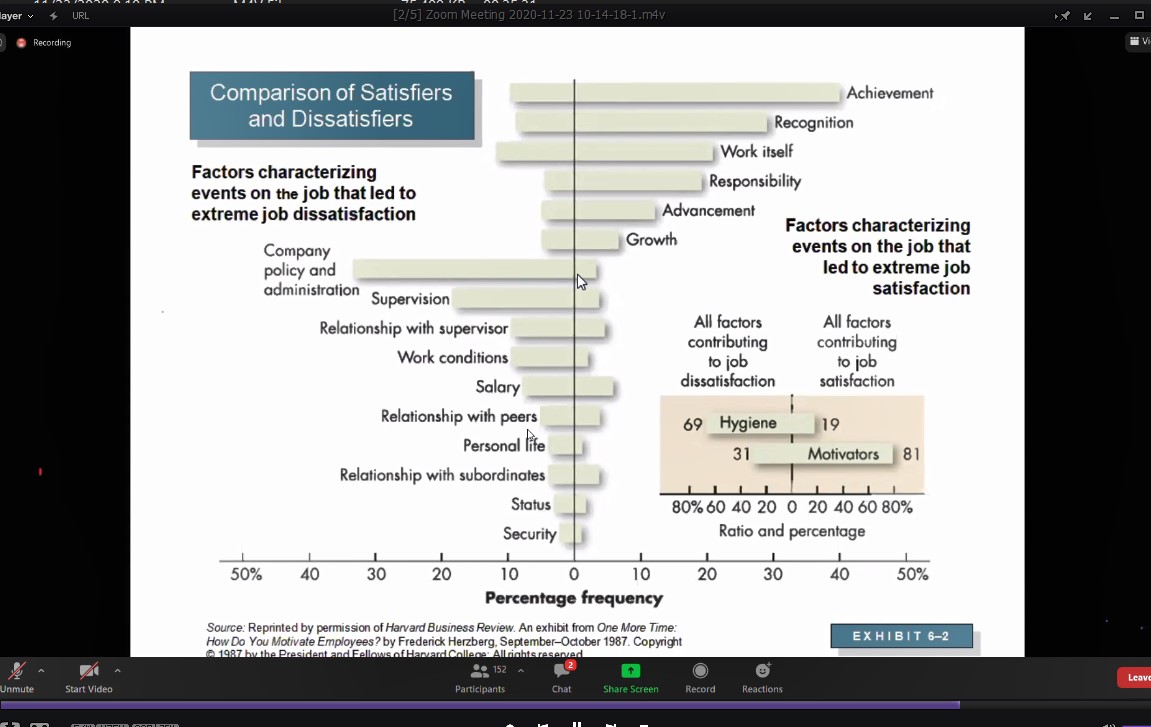 [2/5] Zoom Meeting 2020-11-23 10-14-18-1.m4v
URL
Recording
Comparison of Satisfiers
and Dissatisfiers
Factors characterizing
events on the job that led to
extreme job dissatisfaction
Achievement
Recognition
Work itself
Responsibility
Advancement
Growth
Company
policy and
administration
Supervision
Relationship with supervisor
Work conditions
Salary
Relationship with peers
Personal life
Relationship with subordinates
Status
Security
Factors characterizing
events on the job that
led to extreme job
satisfaction
All factors
contributing
to job
dissatisfaction
All factors
contributing
to job
satisfaction
69 Hygiene 19
31 Motivators 81
80% 60 40 20 0 20 40 60 80%
Ratio and percentage
50% 40 30 20 10 0 10 20 30 40 50%
Percentage frequency
Source: Reprinted by permission of Harvard Business Review. An exhibit from One More Time:
How Do You Motivate Employees? by Frederick Herzberg, September–October 1987. Copyright
© 1987 by the President and Fellows of Harvard College: All rights reserved
EXHIBIT 6–2
Unmute
Start Video
Participants 152
Chat 2
Share Screen
Record
Reactions
Leave